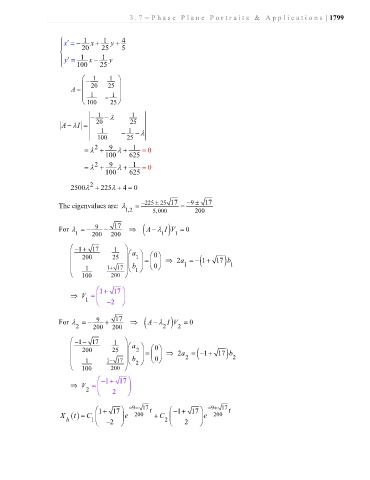 3.7 – Phase Plane Portraits & Applications | 1799
{ x′ = − 1/20 x + 1/25 y + 4/5
y′ = 1/100 x − 1/25 y
A = ( −1/20 1/25 ; 1/100 −1/25 )
|A − λI| = | −1/20 − λ 1/25 ; 1/100 −1/25 − λ |
= λ² + 9/100 λ + 1/625 = 0
= λ² + 9/100 λ + 1/625 = 0
2500λ² + 225λ + 4 = 0
The eigenvalues are: λ₁,₂ = −225 ± 25√17 / 5,000 = −9 ± √17 / 200
For λ₁ = − 9/200 − √17/200 ⇒ (A − λ₁I)V₁ = 0
( −1+√17/200 1/25 ; 1/100 1+√17/200 ) ( a₁ ; b₁ ) = ( 0 ; 0 ) ⇒ 2a₁ = −(1 + √17)b₁
⇒ V₁ = ( 1 + √17 ; −2 )
For λ₂ = − 9/200 + √17/200 ⇒ (A − λ₂I)V₂ = 0
( −1−√17/200 1/25 ; 1/100 1−√17/200 ) ( a₂ ; b₂ ) = ( 0 ; 0 ) ⇒ 2a₂ = (−1 + √17)b₂
⇒ V₂ = ( −1 + √17 ; 2 )
X_h(t) = C₁ ( 1 + √17 ; −2 ) e^(−9−√17/200 t) + C₂ ( −1 + √17 ; 2 ) e^(−9+√17/200 t)